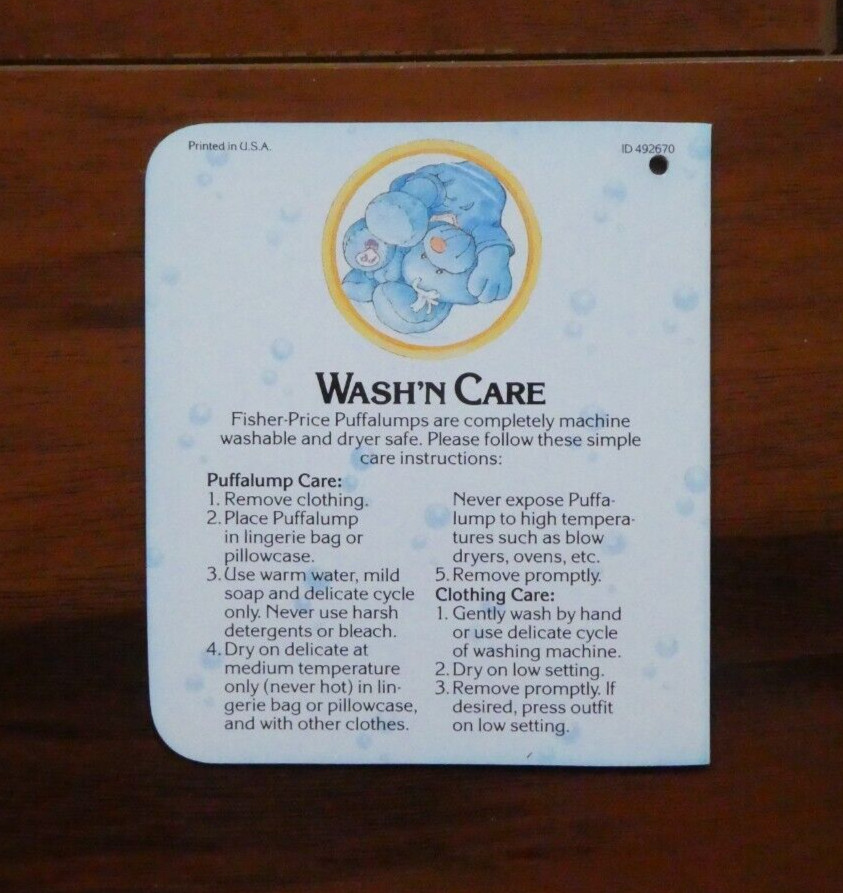 Printed in U.S.A.
ID 492670
WASH'N CARE
Fisher-Price Puffalumps are completely machine
washable and dryer safe. Please follow these simple
care instructions:
Puffalump Care:
1. Remove clothing.
2. Place Puffalump
in lingerie bag or
pillowcase.
3. Use warm water, mild
soap and delicate cycle
only. Never use harsh
detergents or bleach.
4. Dry on delicate at
medium temperature
only (never hot) in lin-
gerie bag or pillowcase,
and with other clothes.
Never expose Puffa-
lump to high tempera-
tures such as blow
dryers, ovens, etc.
5. Remove promptly.
Clothing Care:
1. Gently wash by hand
or use delicate cycle
of washing machine.
2. Dry on low setting.
3. Remove promptly. If
desired, press outfit
on low setting.